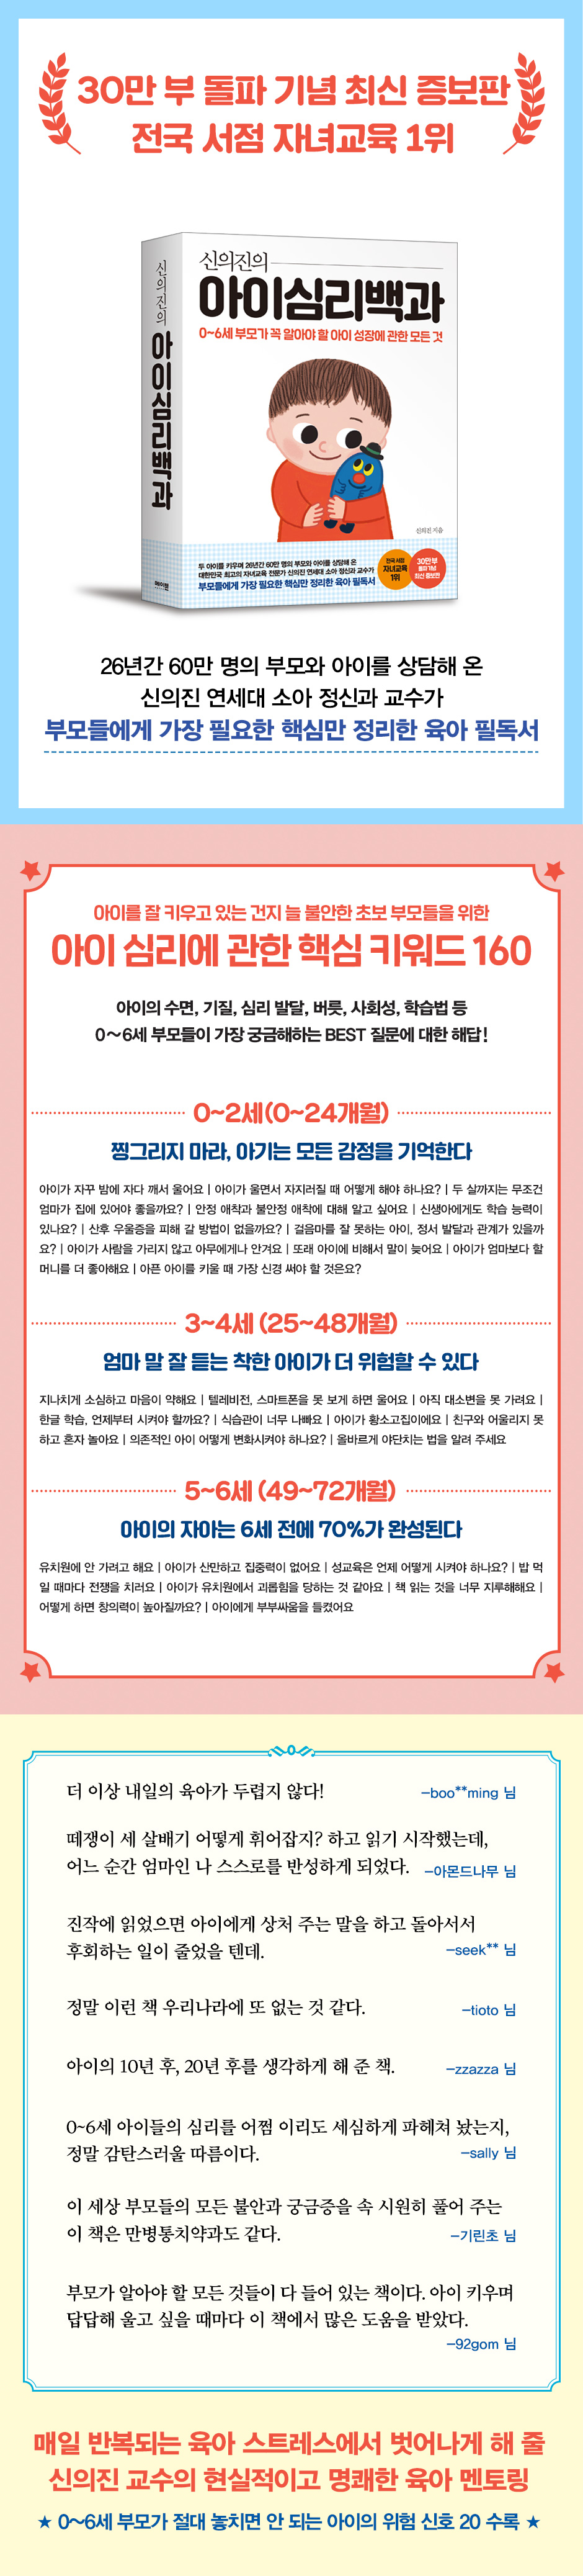 30만 부 돌파 기념 최신 증보판
전국 서점 자녀교육 1위
신의진의
아이심리백과
신의진의
아이심리백과
0~6세 부모가 꼭 알아야 할 아이 성장에 관한 모든 것
신의진 지음
두 아이를 키우며 26년간 60만 명의 부모와 아이를 상담해 온
대한민국 최고의 자녀교육 전문가 신의진 연세대 소아 정신과 교수가
부모들에게 가장 필요한 핵심만 정리한 육아 필독서
전국 서점
자녀교육
1위
30만 부
돌파 기념
최신 증보판
메이븐
26년간 60만 명의 부모와 아이를 상담해 온
신의진 연세대 소아 정신과 교수가
부모들에게 가장 필요한 핵심만 정리한 육아 필독서
아이를 잘 키우고 있는 건지 늘 불안한 초보 부모들을 위한
아이 심리에 관한 핵심 키워드 160
아이의 수면, 기질, 심리 발달, 버릇, 사회성, 학습법 등
0~6세 부모들이 가장 궁금해하는 BEST 질문에 대한 해답!
0~2세(0~24개월)
찡그리지 마라, 아기는 모든 감정을 기억한다
아이가 자꾸 밤에 자다 깨서 울어요 | 아이가 울면서 자지러질 때 어떻게 해야 하나요? | 두 살까지는 무조건
엄마가 집에 있어야 좋을까요? | 안정 애착과 불안정 애착에 대해 알고 싶어요 | 신생아에게도 학습 능력이
있나요? | 산후 우울증을 피해 갈 방법이 없을까요? | 걸음마를 잘 못하는 아이, 정서 발달과 관계가 있을까
요? | 아이가 사람을 가리지 않고 아무에게나 안겨요 | 또래 아이에 비해서 말이 늦어요 | 아이가 엄마보다 할
머니를 더 좋아해요 | 아픈 아이를 키울 때 가장 신경 써야 할 것은요?
3~4세 (25~48개월)
엄마 말 잘 듣는 착한 아이가 더 위험할 수 있다
지나치게 소심하고 마음이 약해요 | 텔레비전, 스마트폰을 못 보게 하면 울어요 | 아직 대소변을 못 가려요 |
한글 학습, 언제부터 시켜야 할까요? | 식습관이 너무 나빠요 | 아이가 황소고집이에요 | 친구와 어울리지 못
하고 혼자 놀아요 | 의존적인 아이 어떻게 변화시켜야 하나요? | 올바르게 야단치는 법을 알려 주세요
5~6세 (49~72개월)
아이의 자아는 6세 전에 70%가 완성된다
유치원에 안 가려고 해요 | 아이가 산만하고 집중력이 없어요 | 성교육은 언제 어떻게 시켜야 하나요? | 밥 먹
일 때마다 전쟁을 치러요 | 아이가 유치원에서 괴롭힘을 당하는 것 같아요 | 책 읽는 것을 너무 지루해해요 |
어떻게 하면 창의력이 높아질까요? | 아이에게 부부싸움을 들켰어요
더 이상 내일의 육아가 두렵지 않다! –boo**ming 님
떼쟁이 세 살배기 어떻게 휘어잡지? 하고 읽기 시작했는데,
어느 순간 엄마인 나 스스로를 반성하게 되었다. –아몬드나무 님
진작에 읽었으면 아이에게 상처 주는 말을 하고 돌아서서
후회하는 일이 줄었을 텐데. –seek** 님
정말 이런 책 우리나라에 또 없는 것 같다. –tioto 님
아이의 10년 후, 20년 후를 생각하게 해 준 책. –zzazza 님
0~6세 아이들의 심리를 어쩜 이리도 세심하게 파헤쳐 놨는지,
정말 감탄스러울 따름이다. –sally 님
이 세상 부모들의 모든 불안과 궁금증을 속 시원히 풀어 주는
이 책은 만병통치약과도 같다. –기린초 님
부모가 알아야 할 모든 것들이 다 들어 있는 책이다. 아이 키우며
답답해 울고 싶을 때마다 이 책에서 많은 도움을 받았다.
–92gom 님
매일 반복되는 육아 스트레스에서 벗어나게 해 줄
신의진 교수의 현실적이고 명쾌한 육아 멘토링
★ 0~6세 부모가 절대 놓치면 안 되는 아이의 위험 신호 20 수록 ★